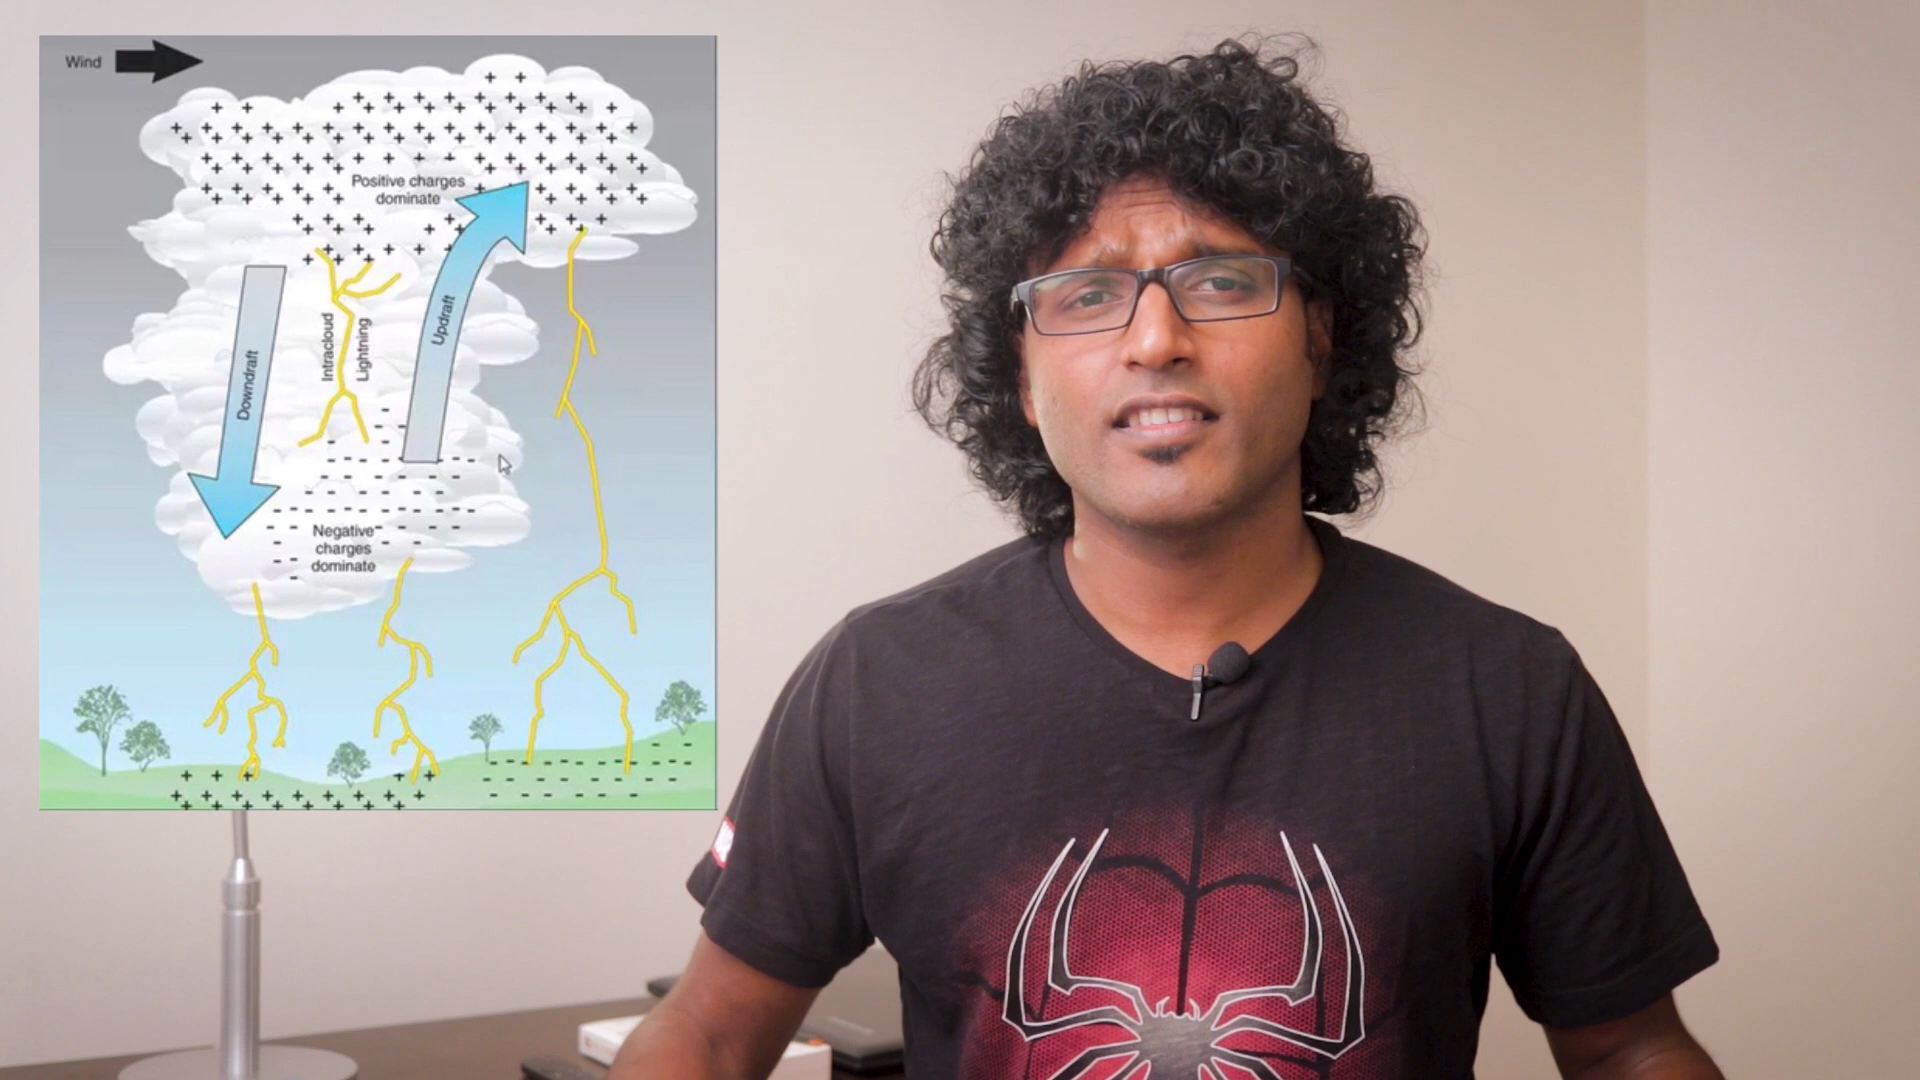 Wind
Positive charges
dominate
Downdraft
Intracloud
Lightning
Updraft
Negative
charges
dominate